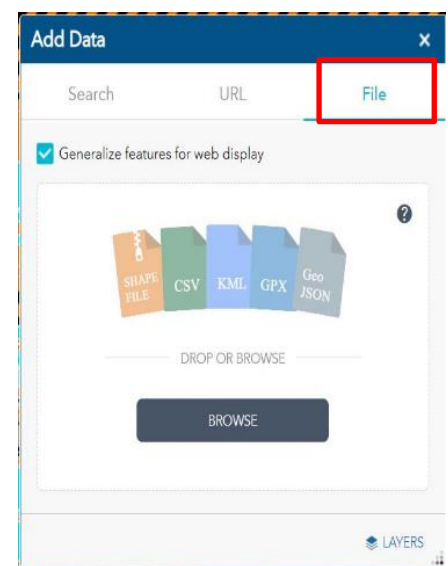 Add Data ×
Search URL File
Generalize features for web display
?
SHAPE FILE CSV KML GPX Geo JSON
DROP OR BROWSE
BROWSE
LAYERS